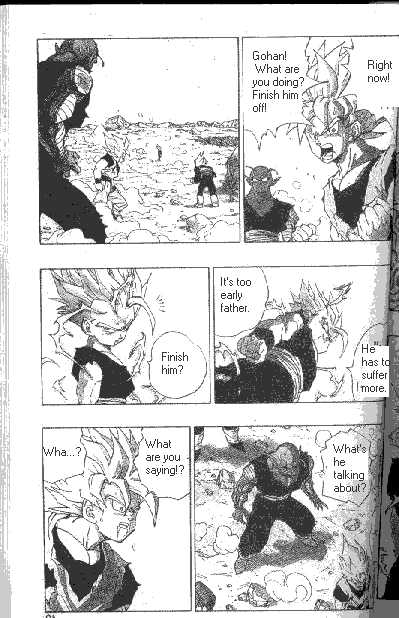 Gohan!
What are
you doing?
Finish him
off!
Right
now!
Finish
him?
It's too
early
father.
He
has to
suffer
more.
Wha...?
What
are you
saying!?
What's
he
talking
about?